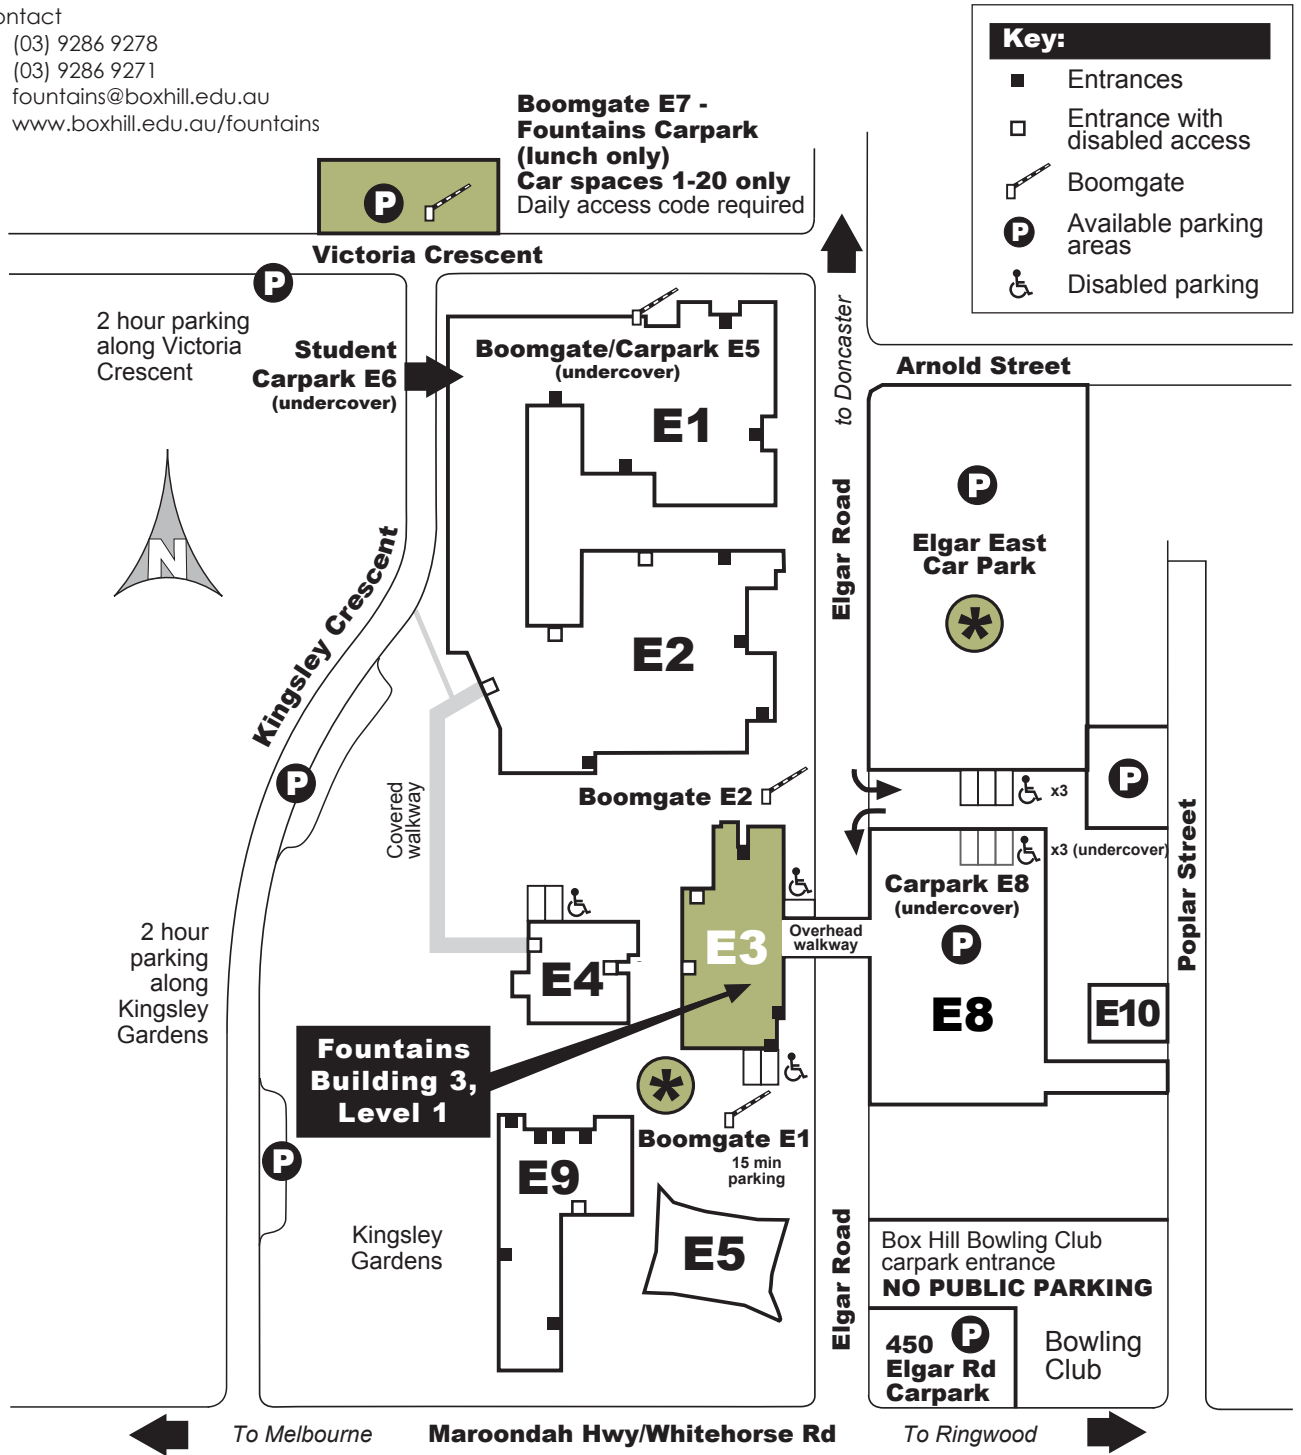 ontact
(03) 9286 9278
(03) 9286 9271
fountains@boxhill.edu.au
www.boxhill.edu.au/fountains
Boomgate E7 -
Fountains Carpark
(lunch only)
Car spaces 1-20 only
Daily access code required
Key:
Entrances
Entrance with
disabled access
Boomgate
P
Available parking
areas
Disabled parking
P
Victoria Crescent
P
2 hour parking
along Victoria
Crescent
Student
Carpark E6
(undercover)
Boomgate/Carpark E5
(undercover)
E1
to Doncaster
Arnold Street
P
Elgar East
Car Park
*
Elgar Road
N
Kingsley Crescent
E2
P
Covered
walkway
Boomgate E2
x3
P
x3 (undercover)
Poplar Street
Carpark E8
(undercover)
P
E8
E10
Overhead
walkway
E3
E4
2 hour
parking
along
Kingsley
Gardens
Fountains
Building 3,
Level 1
*
Boomgate E1
15 min
parking
P
E9
Kingsley
Gardens
E5
Elgar Road
Box Hill Bowling Club
carpark entrance
NO PUBLIC PARKING
450 P
Elgar Rd
Carpark
Bowling
Club
To Melbourne
Maroondah Hwy/Whitehorse Rd
To Ringwood